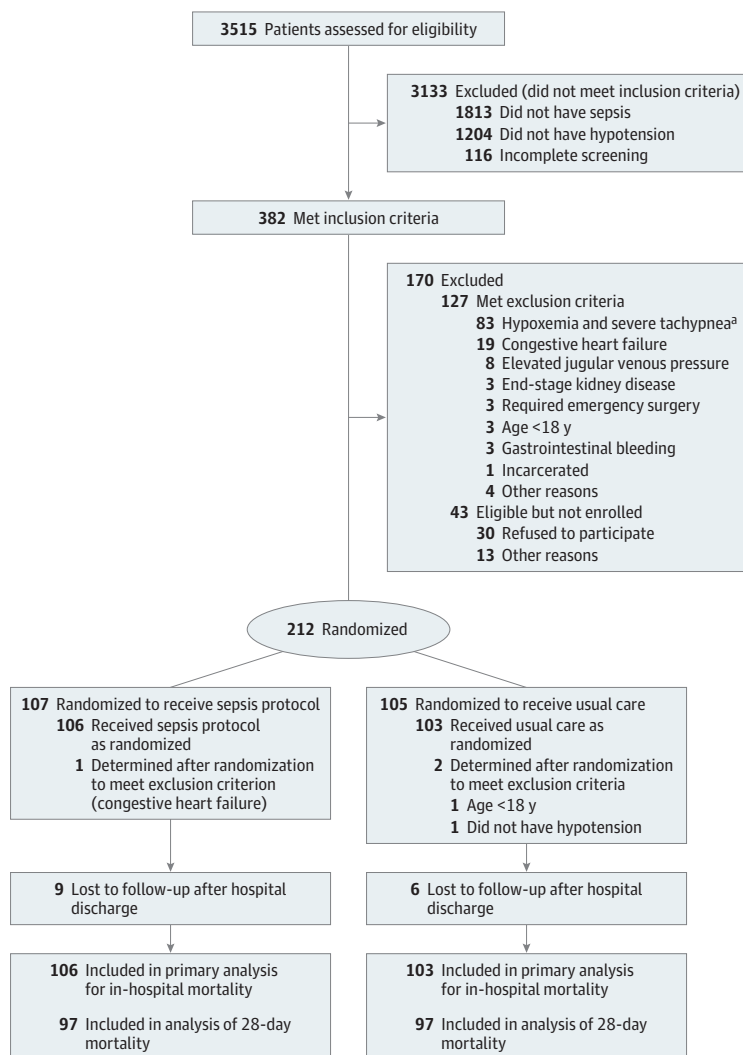 3515 Patients assessed for eligibility
3133 Excluded (did not meet inclusion criteria)
1813 Did not have sepsis
1204 Did not have hypotension
116 Incomplete screening
382 Met inclusion criteria
170 Excluded
127 Met exclusion criteria
83 Hypoxemia and severe tachypneaa
19 Congestive heart failure
8 Elevated jugular venous pressure
3 End-stage kidney disease
3 Required emergency surgery
3 Age <18 y
3 Gastrointestinal bleeding
1 Incarcerated
4 Other reasons
43 Eligible but not enrolled
30 Refused to participate
13 Other reasons
212 Randomized
107 Randomized to receive sepsis protocol
106 Received sepsis protocol
as randomized
1 Determined after randomization
to meet exclusion criterion
(congestive heart failure)
105 Randomized to receive usual care
103 Received usual care as
randomized
2 Determined after randomization
to meet exclusion criteria
1 Age <18 y
1 Did not have hypotension
9 Lost to follow-up after hospital
discharge
6 Lost to follow-up after hospital
discharge
106 Included in primary analysis
for in-hospital mortality
97 Included in analysis of 28-day
mortality
103 Included in primary analysis
for in-hospital mortality
97 Included in analysis of 28-day
mortality